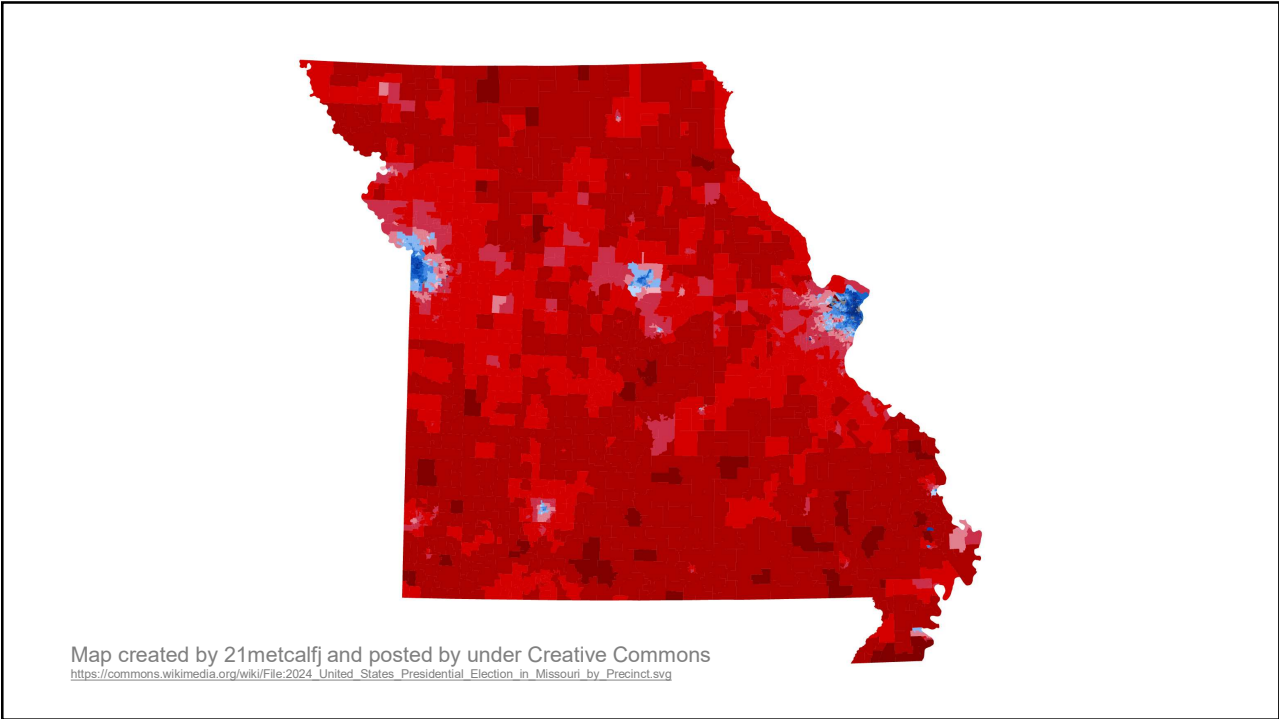 Map created by 21metcalfj and posted by under Creative Commons
https://commons.wikimedia.org/wiki/File:2024_United_States_Presidential_Election_in_Missouri_by_Precinct.svg